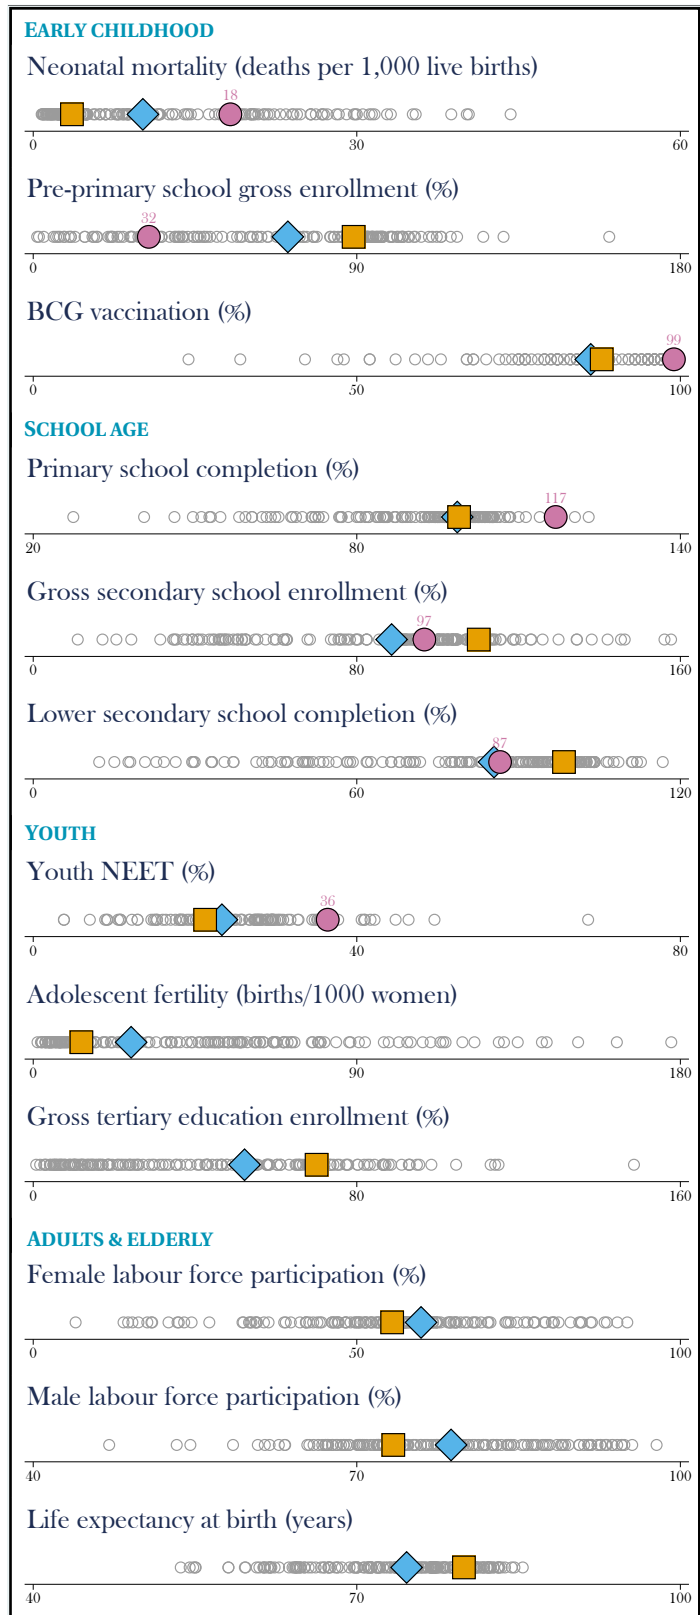 EARLY CHILDHOOD
Neonatal mortality (deaths per 1,000 live births)
18
0 30 60
Pre-primary school gross enrollment (%)
32
0 90 180
BCG vaccination (%)
99
0 50 100
SCHOOL AGE
Primary school completion (%)
117
20 80 140
Gross secondary school enrollment (%)
97
0 80 160
Lower secondary school completion (%)
87
0 60 120
YOUTH
Youth NEET (%)
36
0 40 80
Adolescent fertility (births/1000 women)
0 90 180
Gross tertiary education enrollment (%)
0 80 160
ADULTS & ELDERLY
Female labour force participation (%)
0 50 100
Male labour force participation (%)
40 70 100
Life expectancy at birth (years)
40 70 100